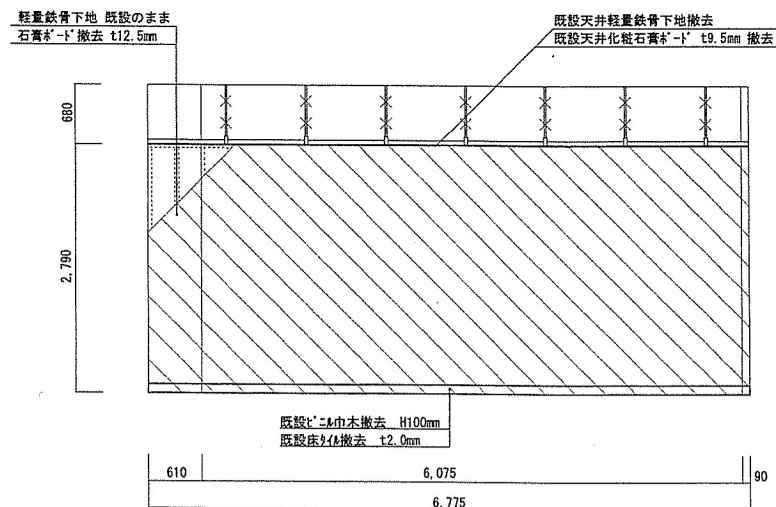 軽量鉄骨下地 既設のまま
石膏ﾎﾞｰﾄﾞ撤去 t12.5mm
既設天井軽量鉄骨下地撤去
既設天井化粧石膏ﾎﾞｰﾄﾞ t9.5mm 撤去
680
2,790
既設ﾋﾞﾆﾙ巾木撤去 H100mm
既設床ﾀｲﾙ撤去 t2.0mm
610
6,075
90
6,775